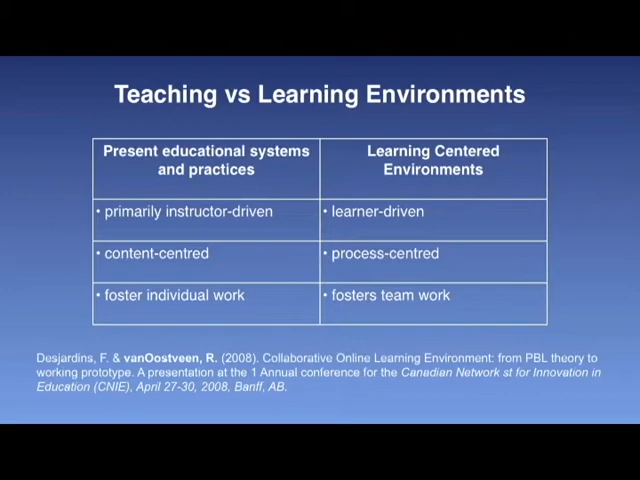 Teaching vs Learning Environments
Present educational systems
and practices
Learning Centered
Environments
• primarily instructor-driven
• learner-driven
• content-centred
• process-centred
• foster individual work
• fosters team work
Desjardins, F. & vanOostveen, R. (2008). Collaborative Online Learning Environment: from PBL theory to
working prototype. A presentation at the 1 Annual conference for the Canadian Network st for Innovation in
Education (CNIE), April 27-30, 2008, Banff, AB.